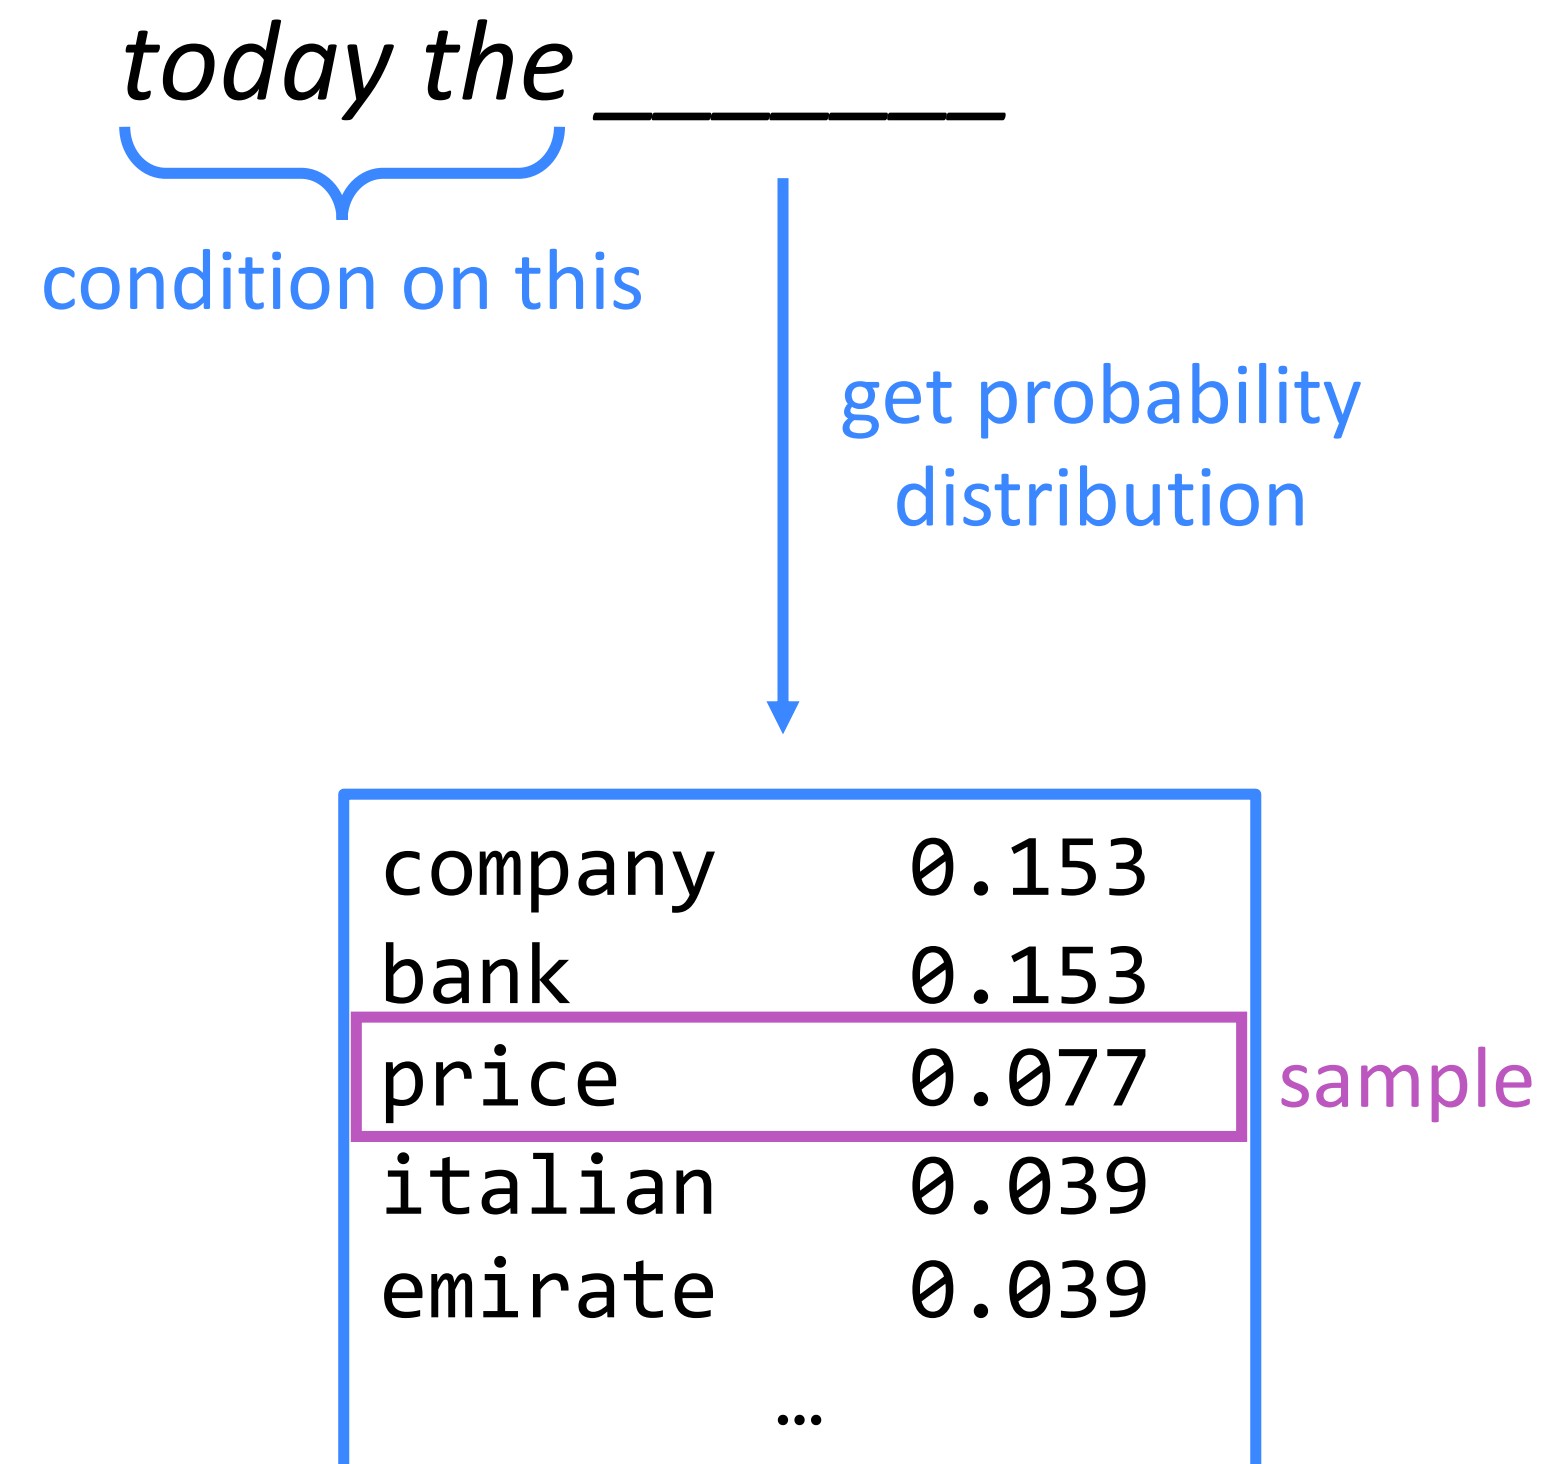 today the _______
condition on this
get probability
distribution
company 0.153
bank 0.153
price 0.077
sample
italian 0.039
emirate 0.039
…